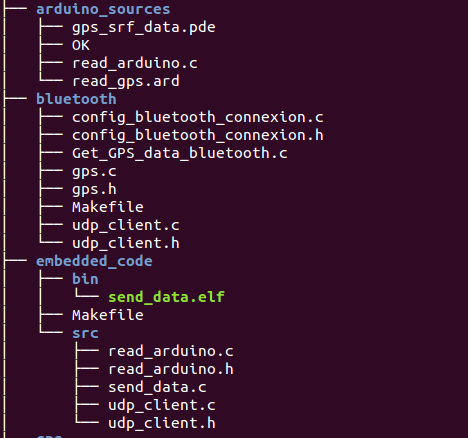 ├── arduino_sources
│   ├── gps_srf_data.pde
│   ├── OK
│   ├── read_arduino.c
│   └── read_gps.ard
├── bluetooth
│   ├── config_bluetooth_connexion.c
│   ├── config_bluetooth_connexion.h
│   ├── Get_GPS_data_bluetooth.c
│   ├── gps.c
│   ├── gps.h
│   ├── Makefile
│   ├── udp_client.c
│   └── udp_client.h
├── embedded_code
│   ├── bin
│   │   └── send_data.elf
│   ├── Makefile
│   └── src
│       ├── read_arduino.c
│       ├── read_arduino.h
│       ├── send_data.c
│       ├── udp_client.c
│       └── udp_client.h